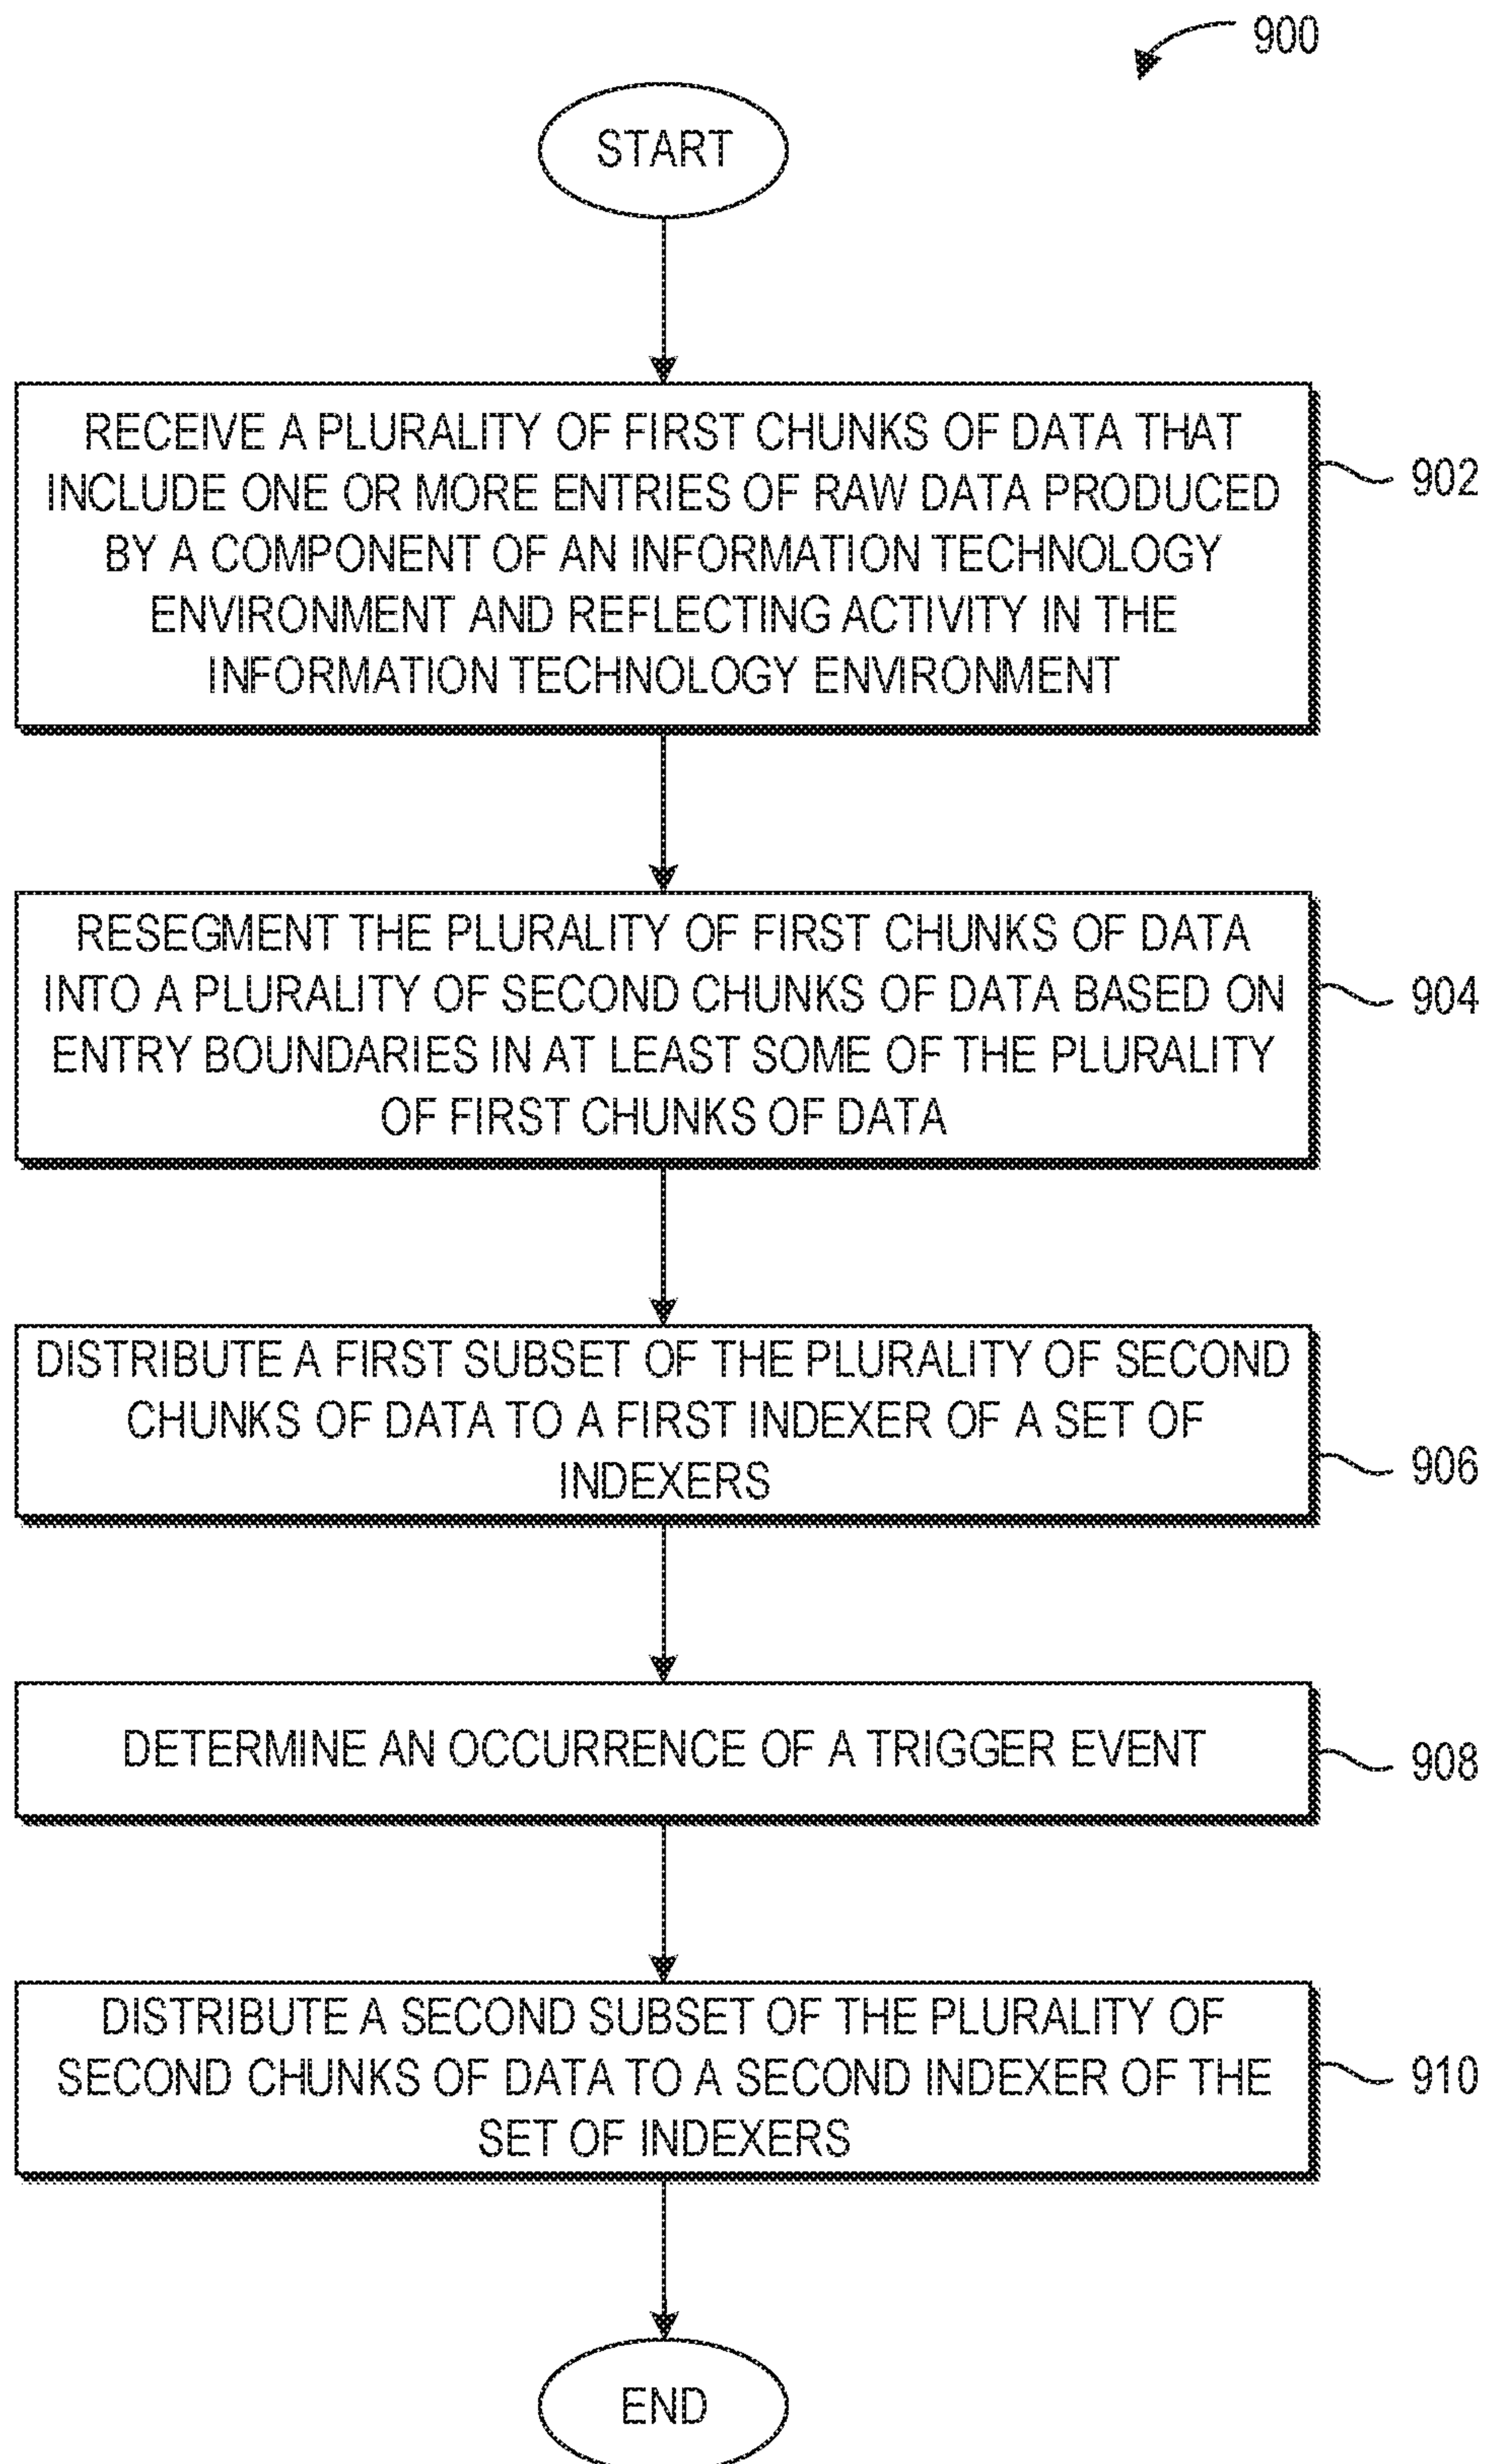 900
START
RECEIVE A PLURALITY OF FIRST CHUNKS OF DATA THAT
INCLUDE ONE OR MORE ENTRIES OF RAW DATA PRODUCED
BY A COMPONENT OF AN INFORMATION TECHNOLOGY
ENVIRONMENT AND REFLECTING ACTIVITY IN THE
INFORMATION TECHNOLOGY ENVIRONMENT
902
RESEGMENT THE PLURALITY OF FIRST CHUNKS OF DATA
INTO A PLURALITY OF SECOND CHUNKS OF DATA BASED ON
ENTRY BOUNDARIES IN AT LEAST SOME OF THE PLURALITY
OF FIRST CHUNKS OF DATA
904
DISTRIBUTE A FIRST SUBSET OF THE PLURALITY OF SECOND
CHUNKS OF DATA TO A FIRST INDEXER OF A SET OF
INDEXERS
906
DETERMINE AN OCCURRENCE OF A TRIGGER EVENT
908
DISTRIBUTE A SECOND SUBSET OF THE PLURALITY OF
SECOND CHUNKS OF DATA TO A SECOND INDEXER OF THE
SET OF INDEXERS
910
END